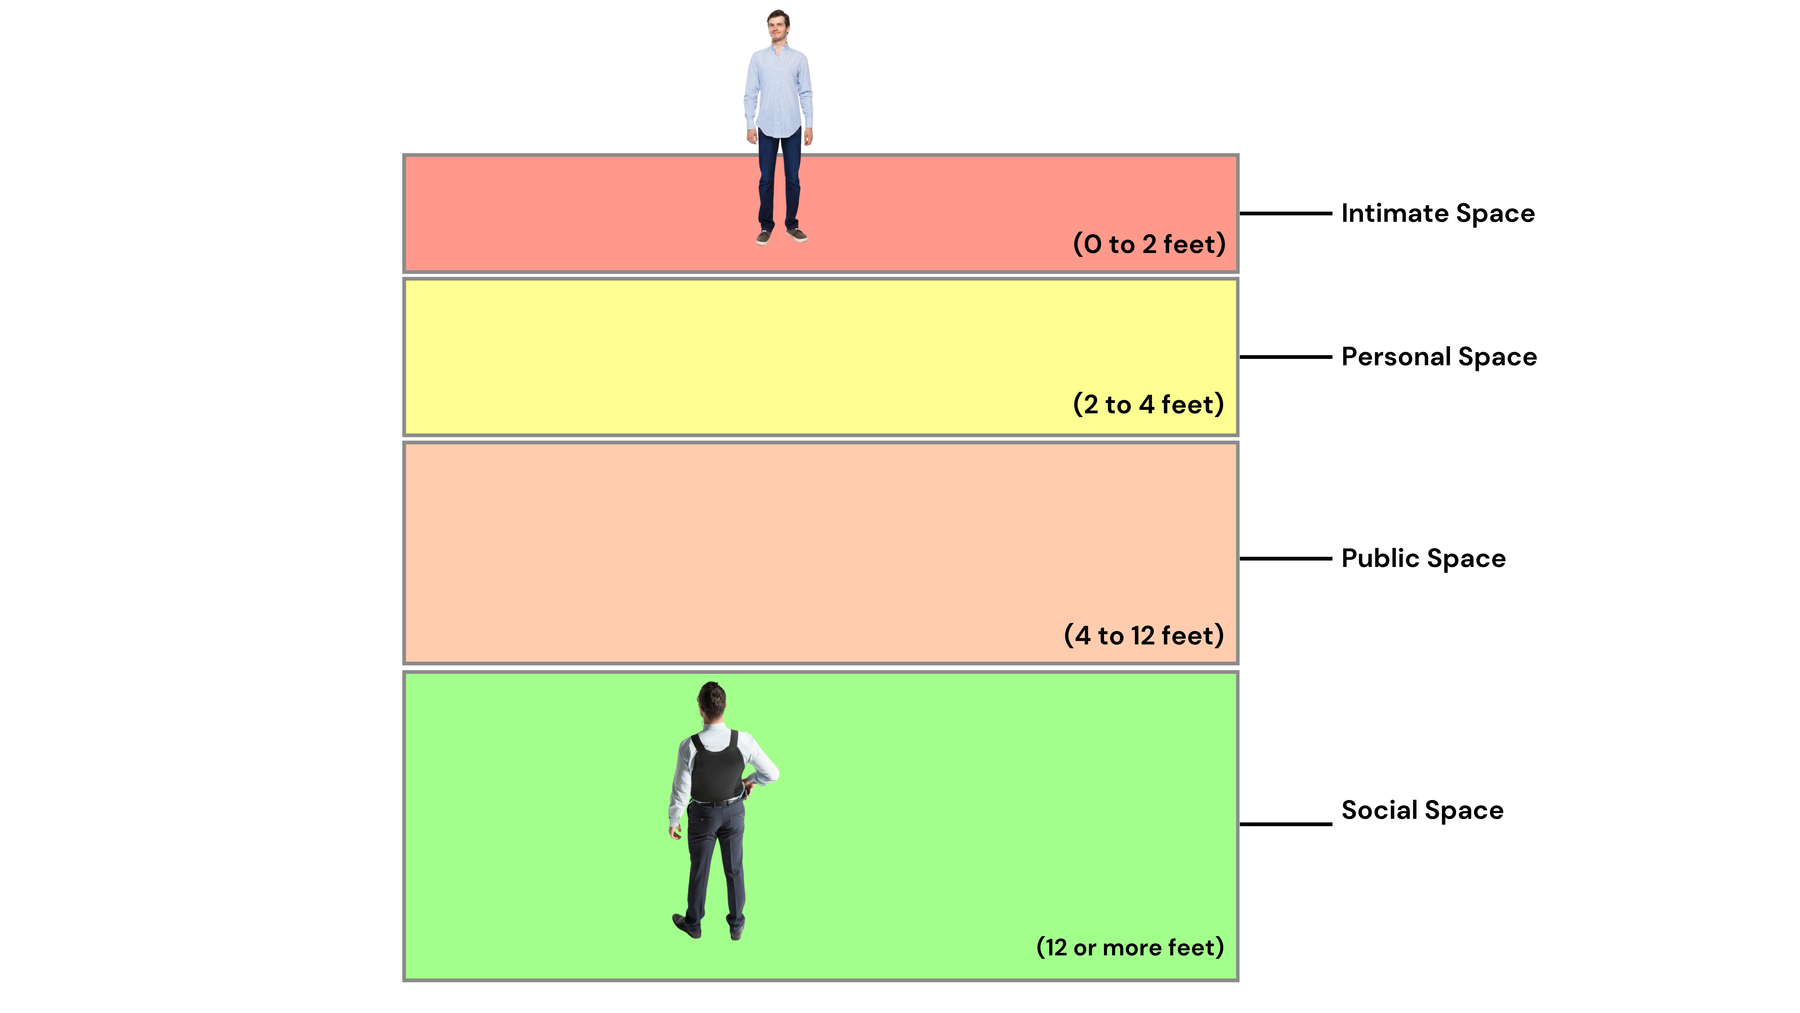 Intimate Space
(0 to 2 feet)
Personal Space
(2 to 4 feet)
Public Space
(4 to 12 feet)
Social Space
(12 or more feet)